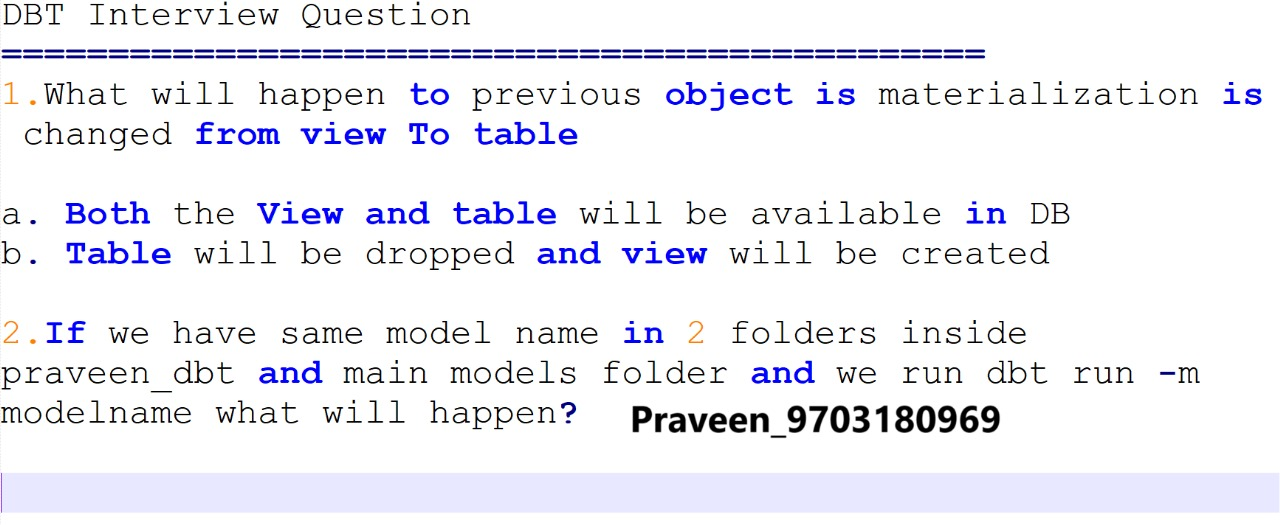 DBT Interview Question
==============================================
1.What will happen to previous object is materialization is
changed from view To table
a. Both the View and table will be available in DB
b. Table will be dropped and view will be created
2.If we have same model name in 2 folders inside
praveen_dbt and main models folder and we run dbt run -m
modelname what will happen?
Praveen_9703180969